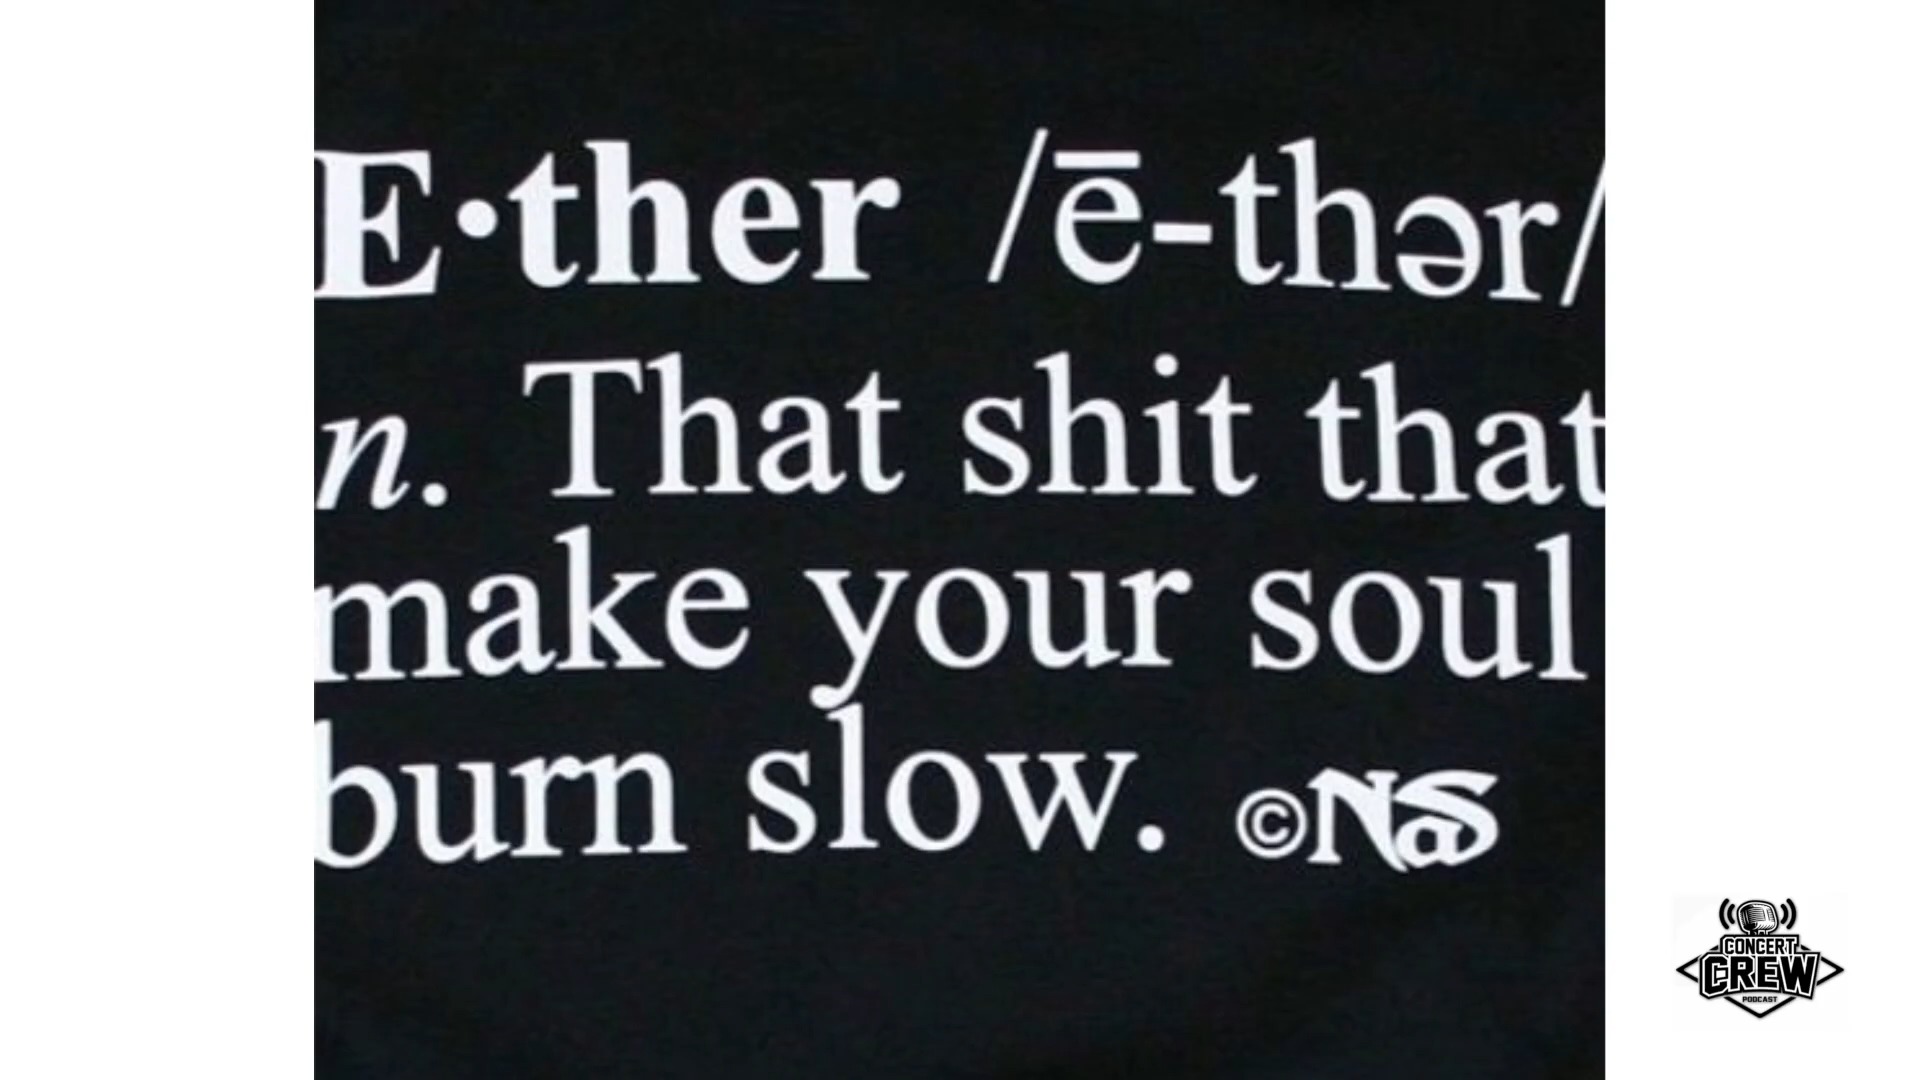 E·ther /ē-thər/
n. That shit that
make your soul
burn slow. ©NaS
CONCERT
CREW
PODCAST